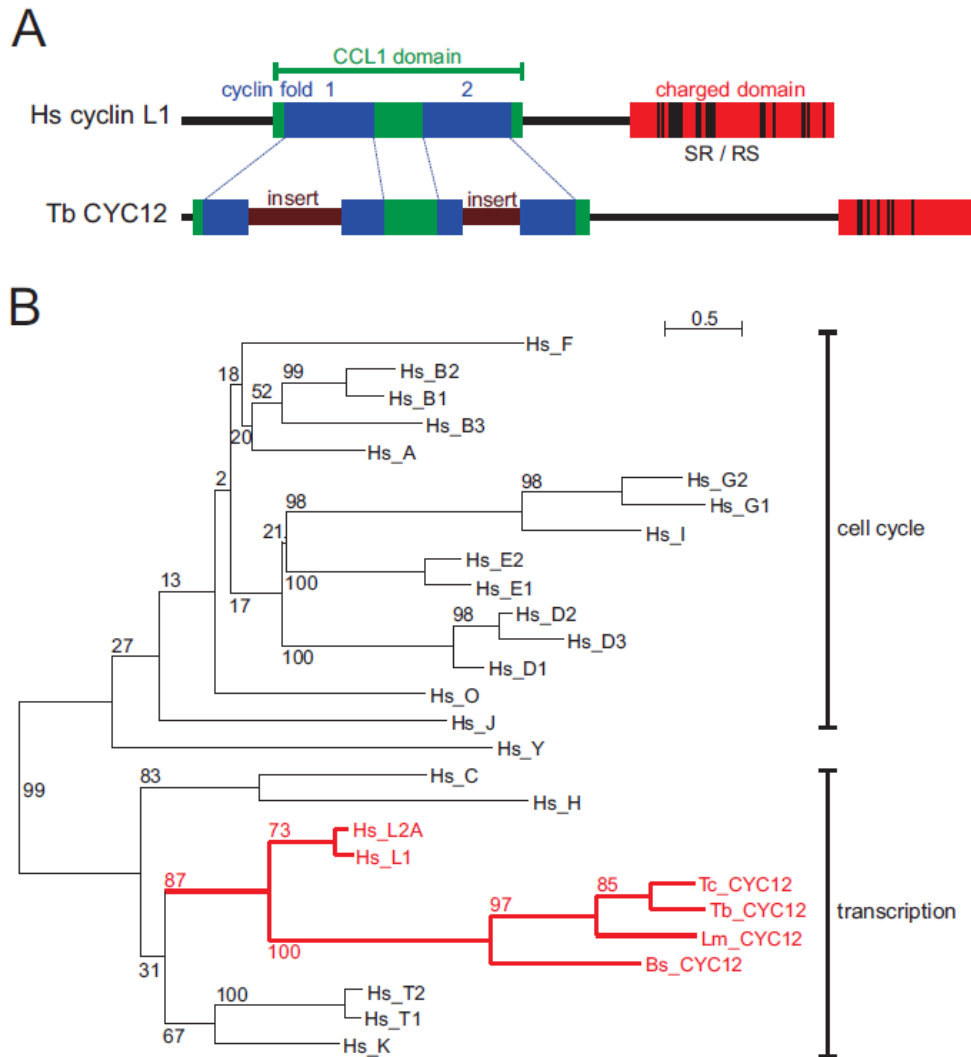 A
CCL1 domain
cyclin fold 1 2 charged domain
Hs cyclin L1
SR / RS
insert insert
Tb CYC12
B
0.5
Hs_F
18 99 Hs_B2
52
Hs_B1
Hs_B3
20
Hs_A
2 98 Hs_G2
Hs_G1
98
21 Hs_I
cell cycle
Hs_E2
100
Hs_E1
13
17 98 Hs_D2
Hs_D3
100
Hs_D1
27
Hs_O
Hs_J
Hs_Y
99 83 Hs_C
Hs_H
73 Hs_L2A
Hs_L1
87 85 Tc_CYC12
97
Tb_CYC12
transcription
100 Lm_CYC12
31 Bs_CYC12
100 Hs_T2
Hs_T1
67
Hs_K